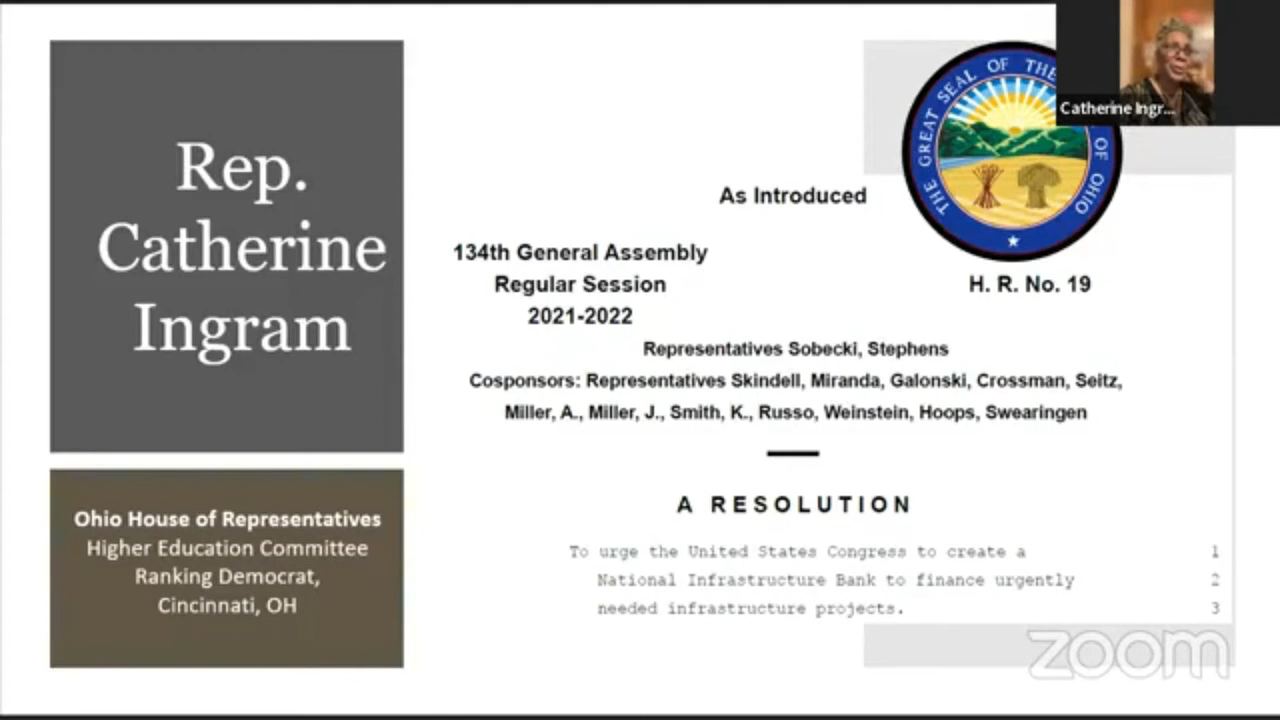 Rep.
Catherine
Ingram
Ohio House of Representatives
Higher Education Committee
Ranking Democrat,
Cincinnati, OH
THE GREAT SEAL OF THE OF OHIO
Catherine Ingr...
As Introduced
134th General Assembly
Regular Session
2021-2022
H. R. No. 19
Representatives Sobecki, Stephens
Cosponsors: Representatives Skindell, Miranda, Galonski, Crossman, Seitz,
Miller, A., Miller, J., Smith, K., Russo, Weinstein, Hoops, Swearingen
A RESOLUTION
To urge the United States Congress to create a 1
National Infrastructure Bank to finance urgently 2
needed infrastructure projects. 3
zoom